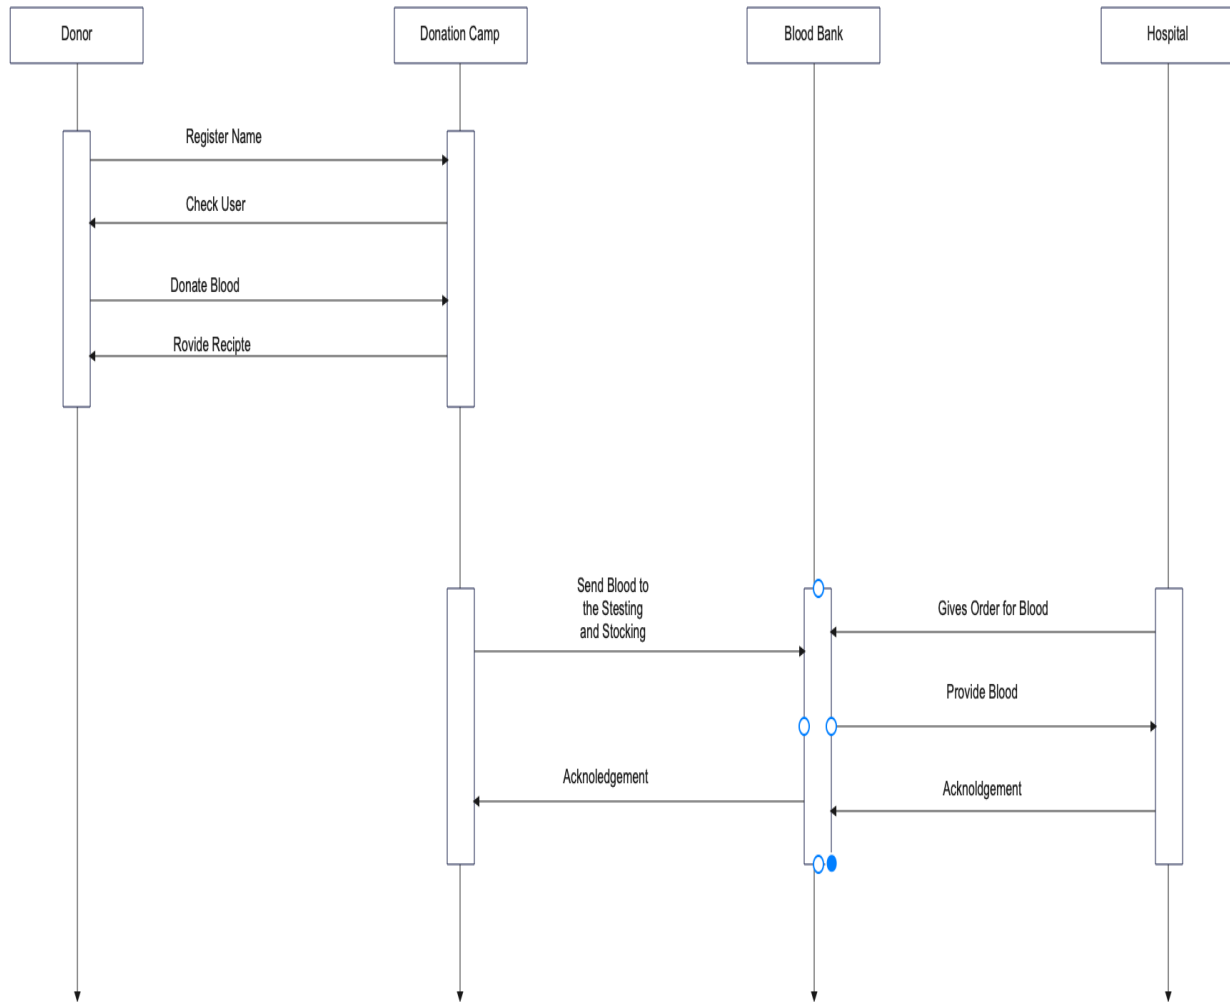 Donor
Donation Camp
Blood Bank
Hospital
Register Name
Check User
Donate Blood
Rovide Recipte
Send Blood to
the Stesting
and Stocking
Gives Order for Blood
Provide Blood
Acknoledgement
Acknoldgement